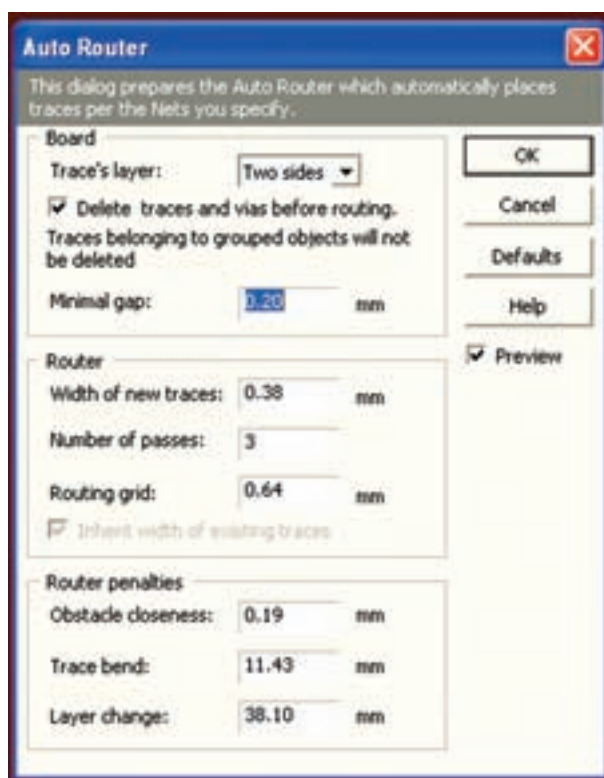 Auto Router
This dialog prepares the Auto Router which automatically places
traces per the Nets you specify.
Board
Trace's layer: Two sides
Delete traces and vias before routing.
Traces belonging to grouped objects will not
be deleted
Minimal gap: 0.20 mm
OK
Cancel
Defaults
Help
Preview
Router
Width of new traces: 0.38 mm
Number of passes: 3
Routing grid: 0.64 mm
Inherit width of existing traces
Router penalties
Obstacle closeness: 0.19 mm
Trace bend: 11.43 mm
Layer change: 38.10 mm